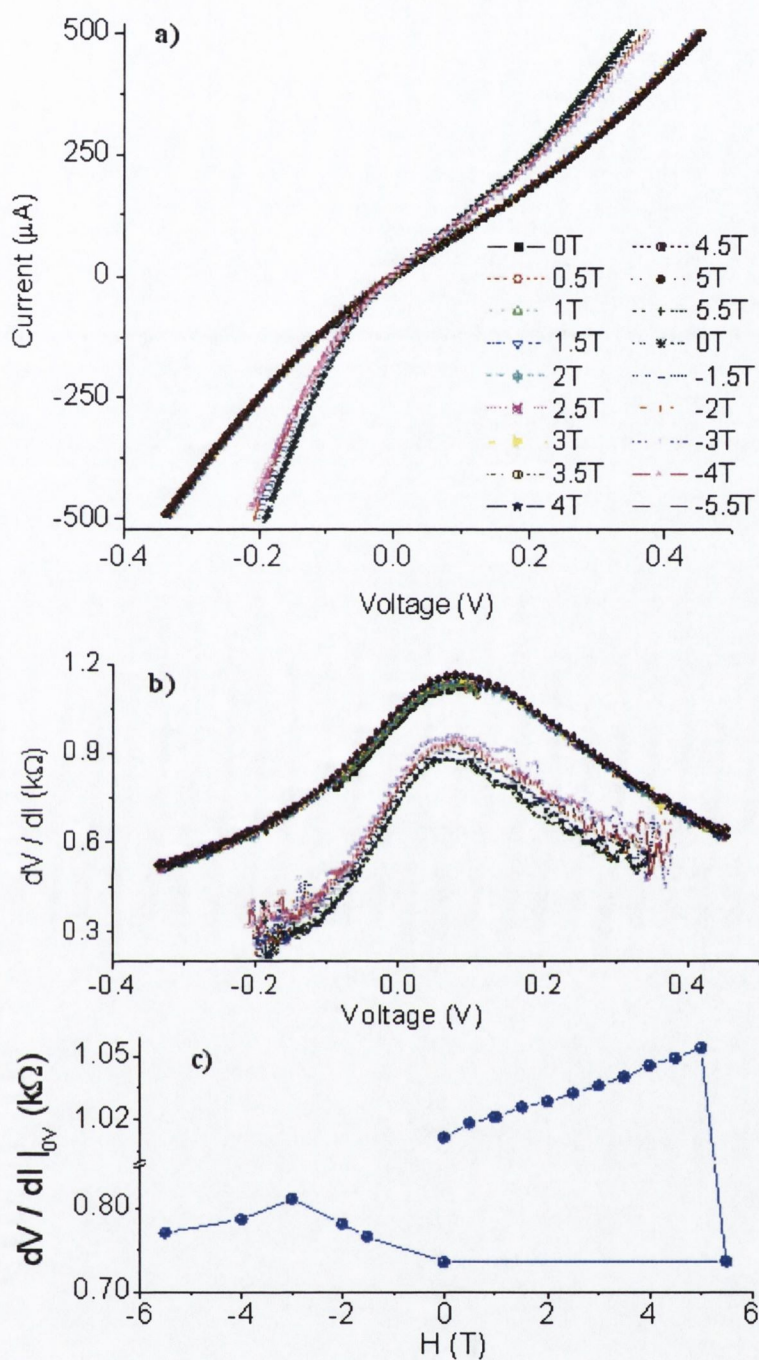 a)
500
250
0
-250
-500
Current (µA)
0T 4.5T
0.5T 5T
1T 5.5T
1.5T 0T
2T -1.5T
2.5T -2T
3T -3T
3.5T -4T
4T -5.5T
-0.4 -0.2 0.0 0.2 0.4
Voltage (V)
b)
1.2
0.9
0.6
0.3
dV / dI (kΩ)
-0.4 -0.2 0.0 0.2 0.4
Voltage (V)
c)
1.05
1.02
0.80
0.70
dV / dI |0V (kΩ)
-6 -4 -2 0 2 4 6
H (T)